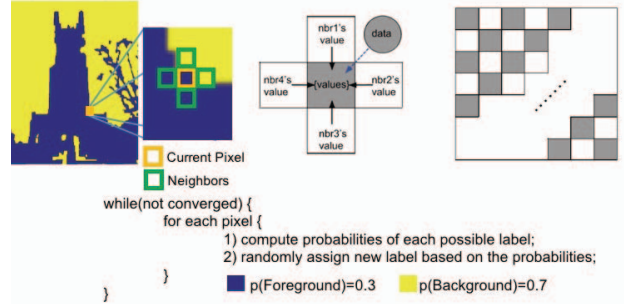 nbr1's
value
data
nbr4's
value
{values}
nbr2's
value
nbr3's
value
Current Pixel
Neighbors
while(not converged) {
for each pixel {
1) compute probabilities of each possible label;
2) randomly assign new label based on the probabilities;
}
}
p(Foreground)=0.3
p(Background)=0.7